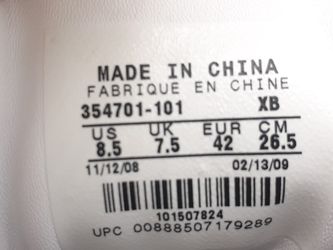 MADE IN CHINA
FABRIQUE EN CHINE
354701-101 XB
US UK EUR CM
8.5 7.5 42 26.5
11/12/08 02/13/09
101507824
UPC 00888507179289